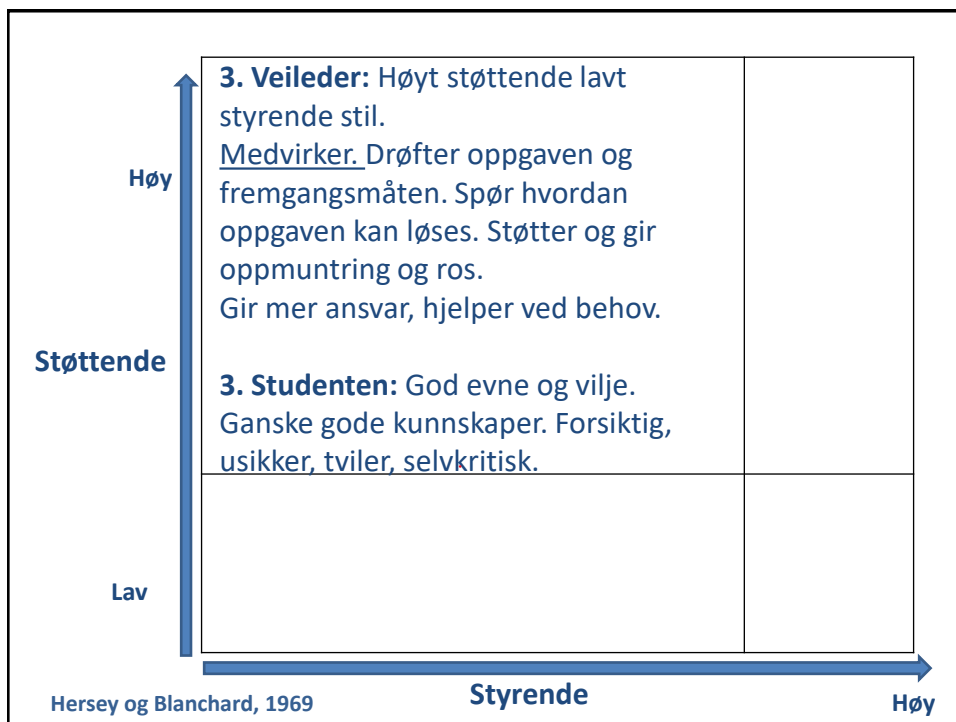 3. Veileder: Høyt støttende lavt
styrende stil.
Medvirker. Drøfter oppgaven og
fremgangsmåten. Spør hvordan
oppgaven kan løses. Støtter og gir
oppmuntring og ros.
Gir mer ansvar, hjelper ved behov.
3. Studenten: God evne og vilje.
Ganske gode kunnskaper. Forsiktig,
usikker, tviler, selvkritisk.
Høy
Støttende
Lav
Hersey og Blanchard, 1969
Styrende
Høy